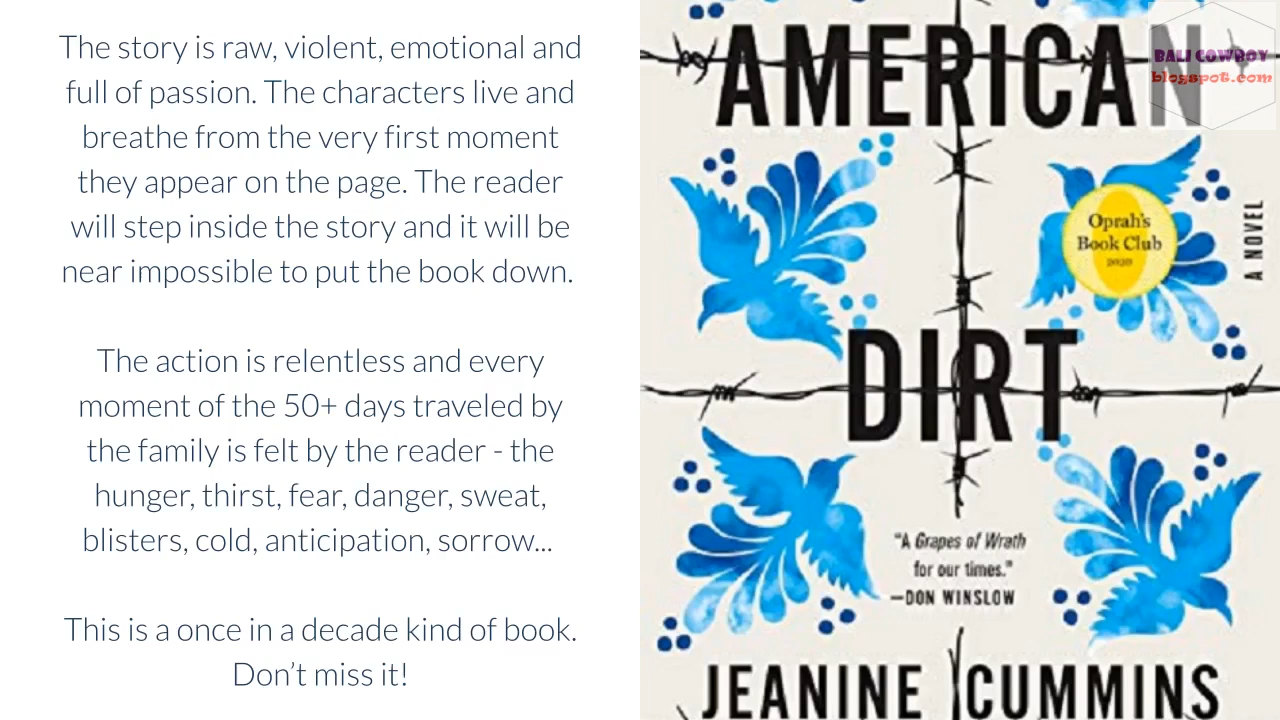 The story is raw, violent, emotional and
full of passion. The characters live and
breathe from the very first moment
they appear on the page. The reader
will step inside the story and it will be
near impossible to put the book down.
The action is relentless and every
moment of the 50+ days traveled by
the family is felt by the reader - the
hunger, thirst, fear, danger, sweat,
blisters, cold, anticipation, sorrow...
This is a once in a decade kind of book.
Don’t miss it!
AMERICAN
BALI COWBOY
blogspot.com
Oprah's
Book Club
2020
A NOVEL
DIRT
"A Grapes of Wrath
for our times."
—DON WINSLOW
JEANINE CUMMINS